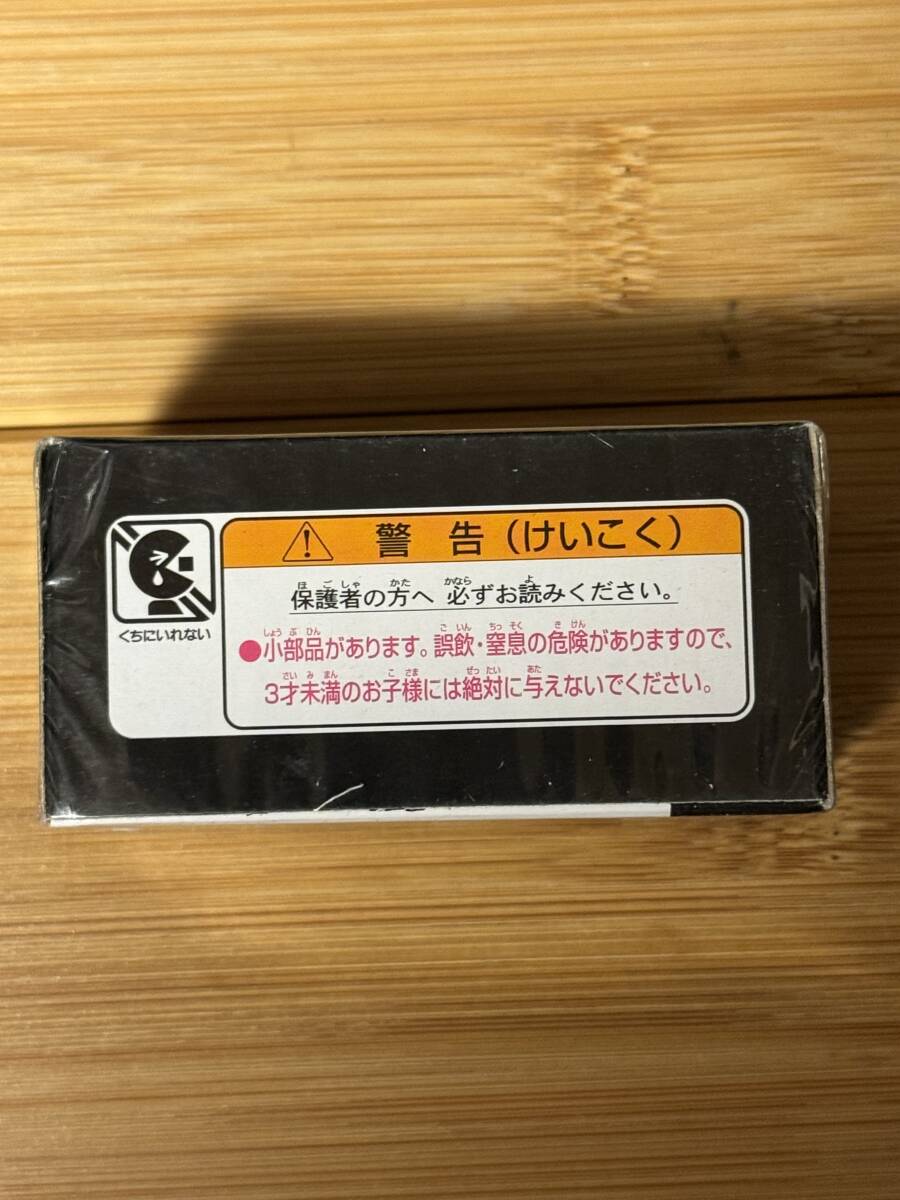 警告(けいこく)
保護者の方へ 必ずお読みください。
くちにいれない
●小部品があります。誤飲・窒息の危険がありますので、
3才未満のお子様には絶対に与えないでください。